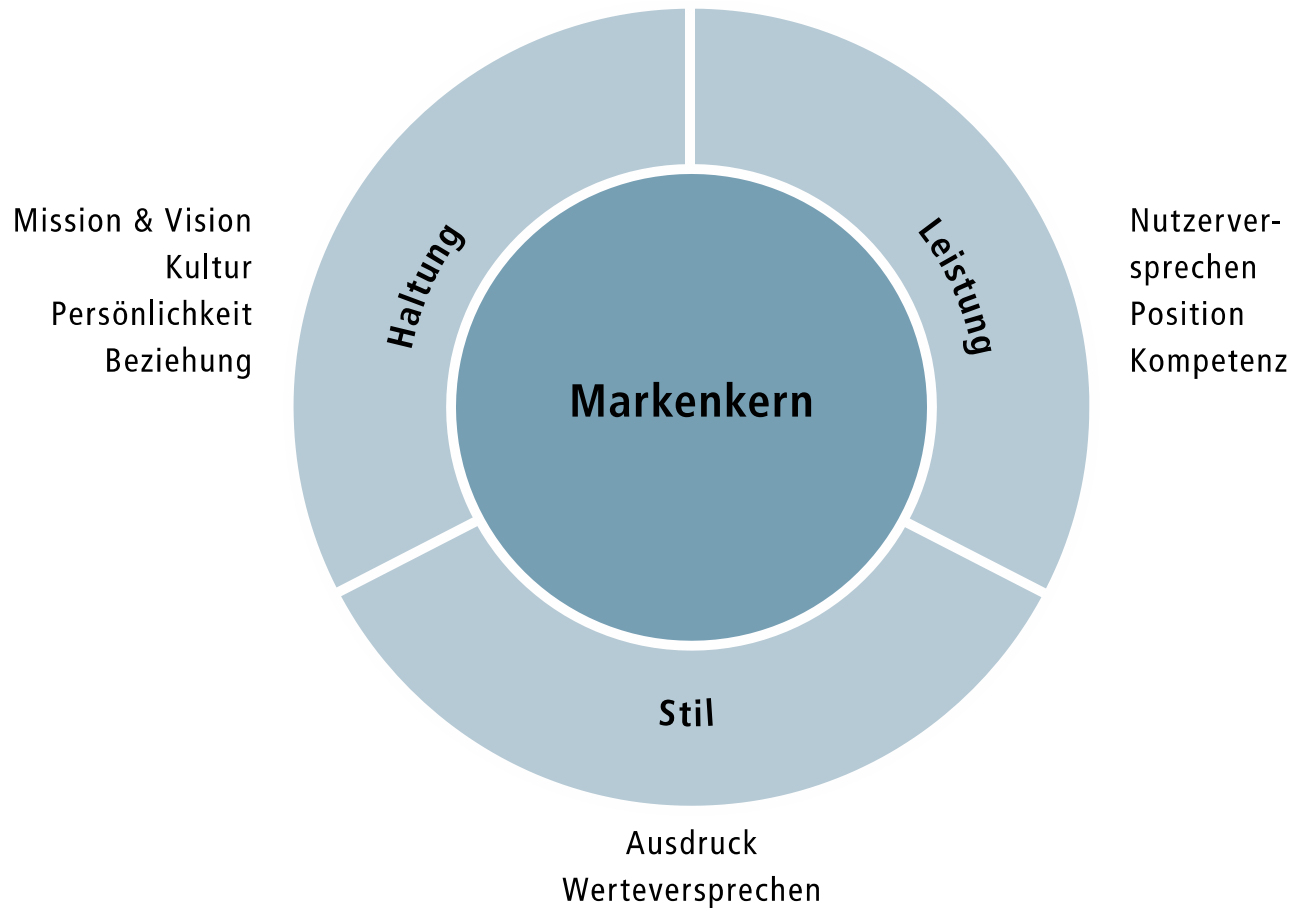 Mission & Vision
Kultur
Persönlichkeit
Beziehung
Haltung
Markenkern
Leistung
Nutzerver-
sprechen
Position
Kompetenz
Stil
Ausdruck
Werteversprechen